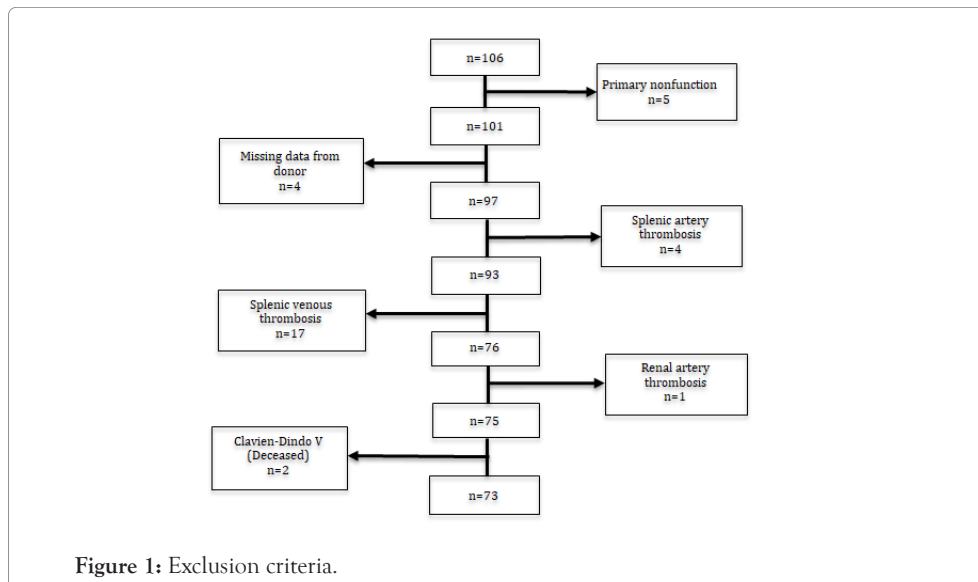 n=106
Primary nonfunction
n=5
n=101
Missing data from
donor
n=4
n=97
Splenic artery
thrombosis
n=4
n=93
Splenic venous
thrombosis
n=17
n=76
Renal artery
thrombosis
n=1
n=75
Clavien-Dindo V
(Deceased)
n=2
n=73
Figure 1: Exclusion criteria.